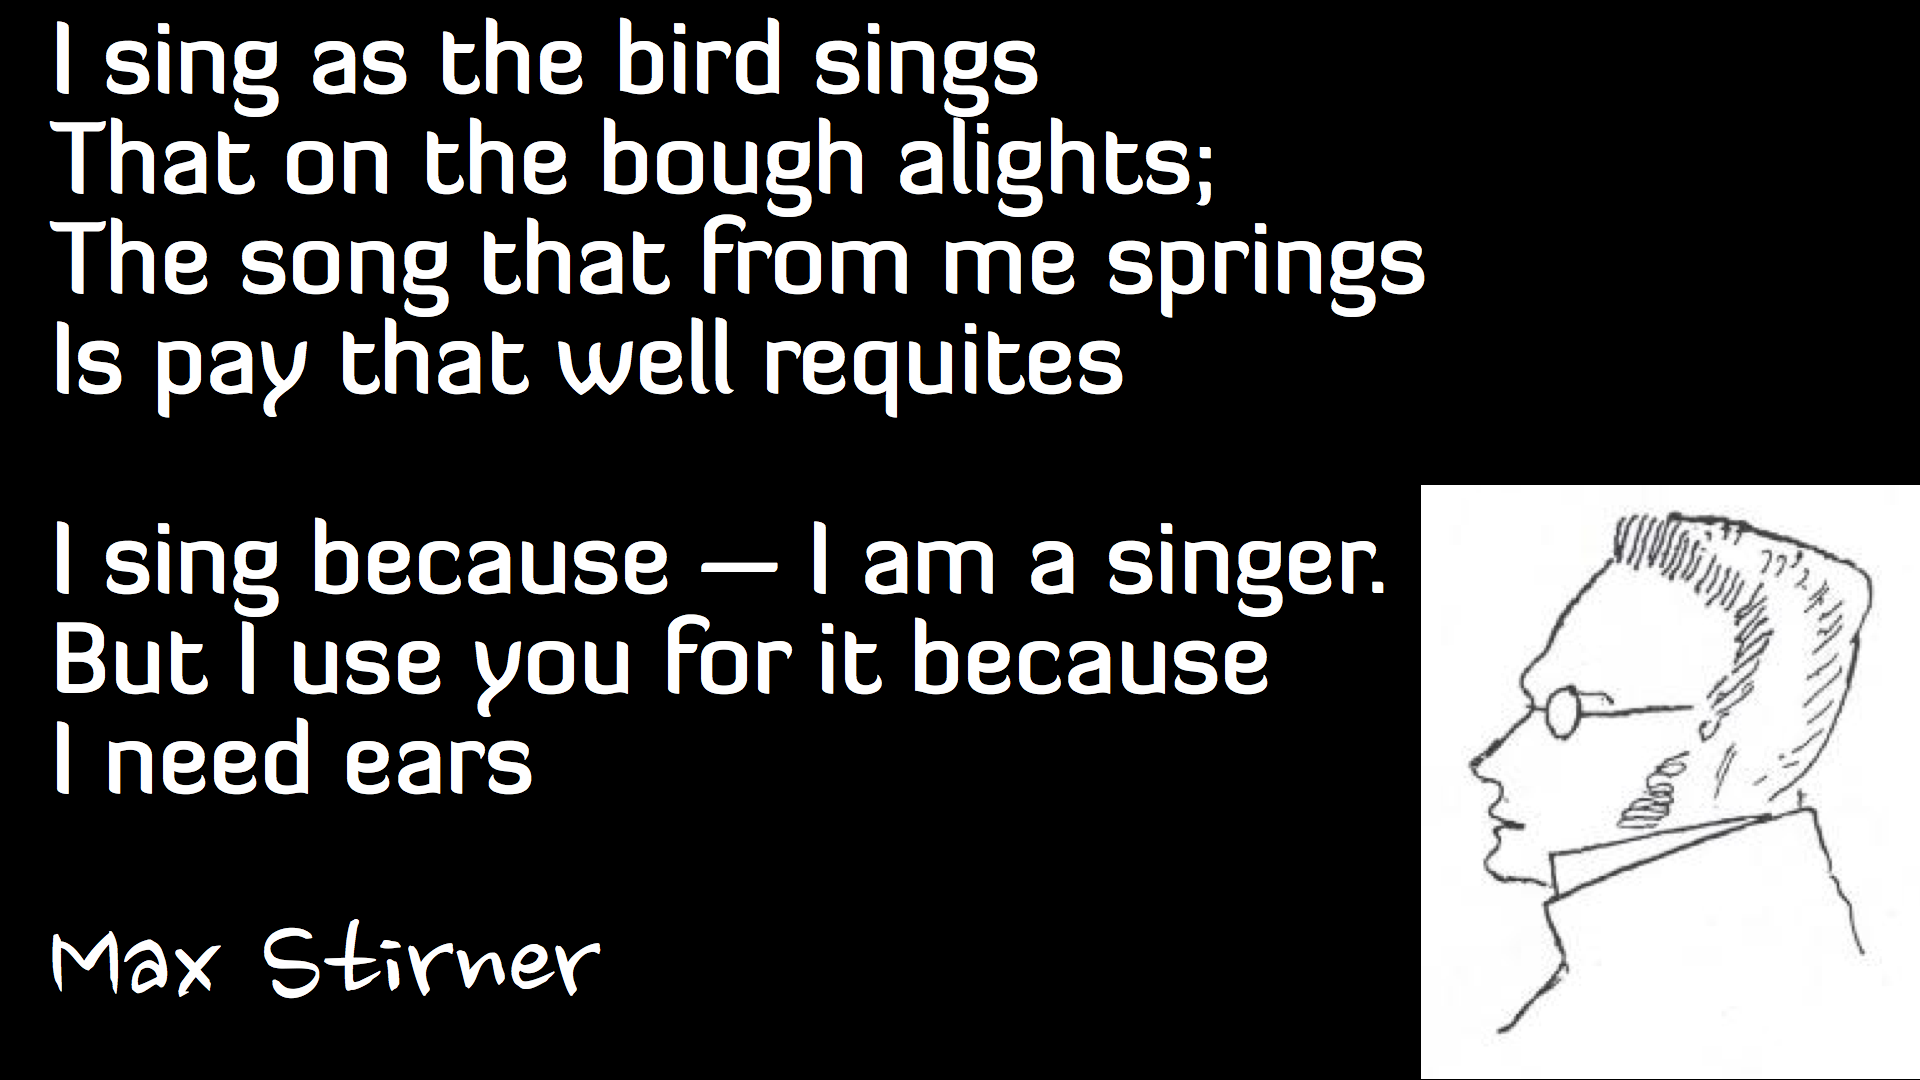 I sing as the bird sings
That on the bough alights;
The song that from me springs
Is pay that well requites
I sing because — I am a singer.
But I use you for it because
I need ears
Max Stirner